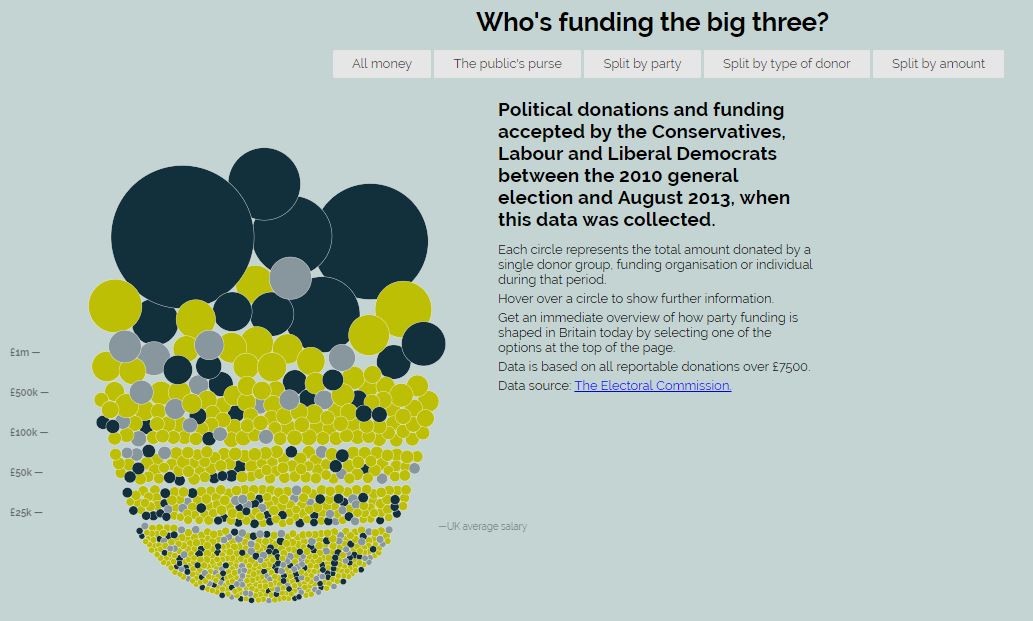 Who's funding the big three?
All money
The public's purse
Split by party
Split by type of donor
Split by amount
Political donations and funding
accepted by the Conservatives,
Labour and Liberal Democrats
between the 2010 general
election and August 2013, when
this data was collected.
Each circle represents the total amount donated by a
single donor group, funding organisation or individual
during that period.
Hover over a circle to show further information.
Get an immediate overview of how party funding is
shaped in Britain today by selecting one of the
options at the top of the page.
Data is based on all reportable donations over £7500.
Data source: The Electoral Commission.
£1m —
£500k —
£100k —
£50k —
£25k —
—UK average salary